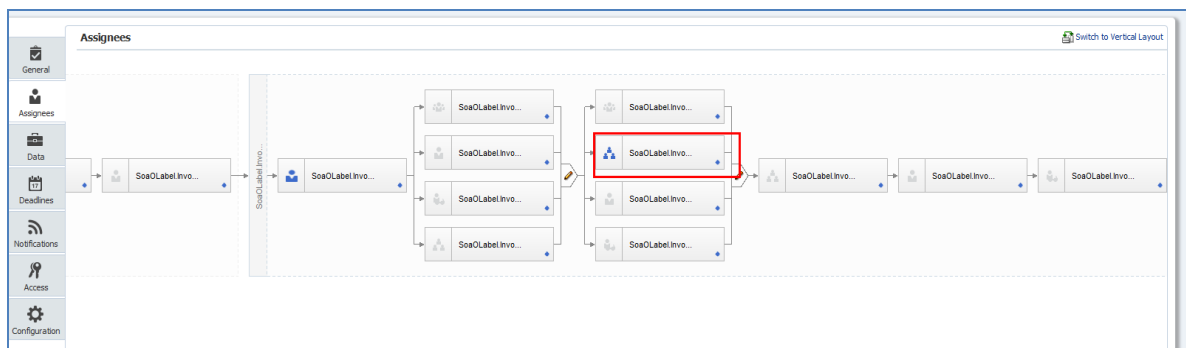 Assignees
Switch to Vertical Layout
General
Assignees
Data
17
Deadlines
Notifications
Access
Configuration
SoaOLabel.Invo...
SoaOLabel.Invo...
SoaOLabel.Invo...
SoaOLabel.Invo...
SoaOLabel.Invo...
SoaOLabel.Invo...
SoaOLabel.Invo...
SoaOLabel.Invo...
SoaOLabel.Invo...
SoaOLabel.Invo...
SoaOLabel.Invo...
SoaOLabel.Invo...
SoaOLabel.Invo...
SoaOLabel.Invo...